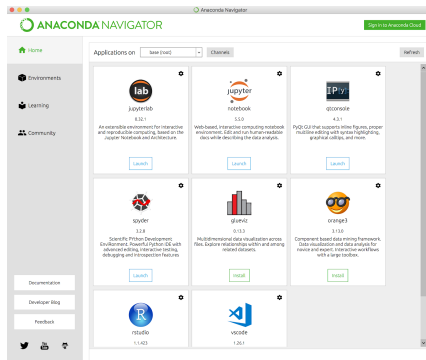 Anaconda Navigator
ANACONDA NAVIGATOR
Sign in to Anaconda Cloud
Home
Applications on
base (root)
Channels
Refresh
Environments
Learning
Community
lab
jupyterlab
0.32.1
An extensible environment for interactive
and reproducible computing, based on the
Jupyter Notebook and Architecture.
Launch
jupyter
notebook
5.5.0
Web-based, interactive computing notebook
environment. Edit and run human-readable
docs while describing the data analysis.
Launch
IP[y]:
qtconsole
4.3.1
PyQt GUI that supports inline figures, proper
multiline editing with syntax highlighting,
graphical calltips, and more.
Launch
spyder
3.2.8
Scientific PYthon Development
EnviRonment. Powerful Python IDE with
advanced editing, interactive testing,
debugging and introspection features
Launch
glueviz
0.13.3
Multidimensional data visualization across
files. Explore relationships within and among
related datasets.
Install
orange3
3.13.0
Component based data mining framework.
Data visualization and data analysis for
novice and expert. Interactive workflows
with a large toolbox.
Install
Documentation
Developer Blog
Feedback
R
rstudio
1.1.423
vscode
1.26.1